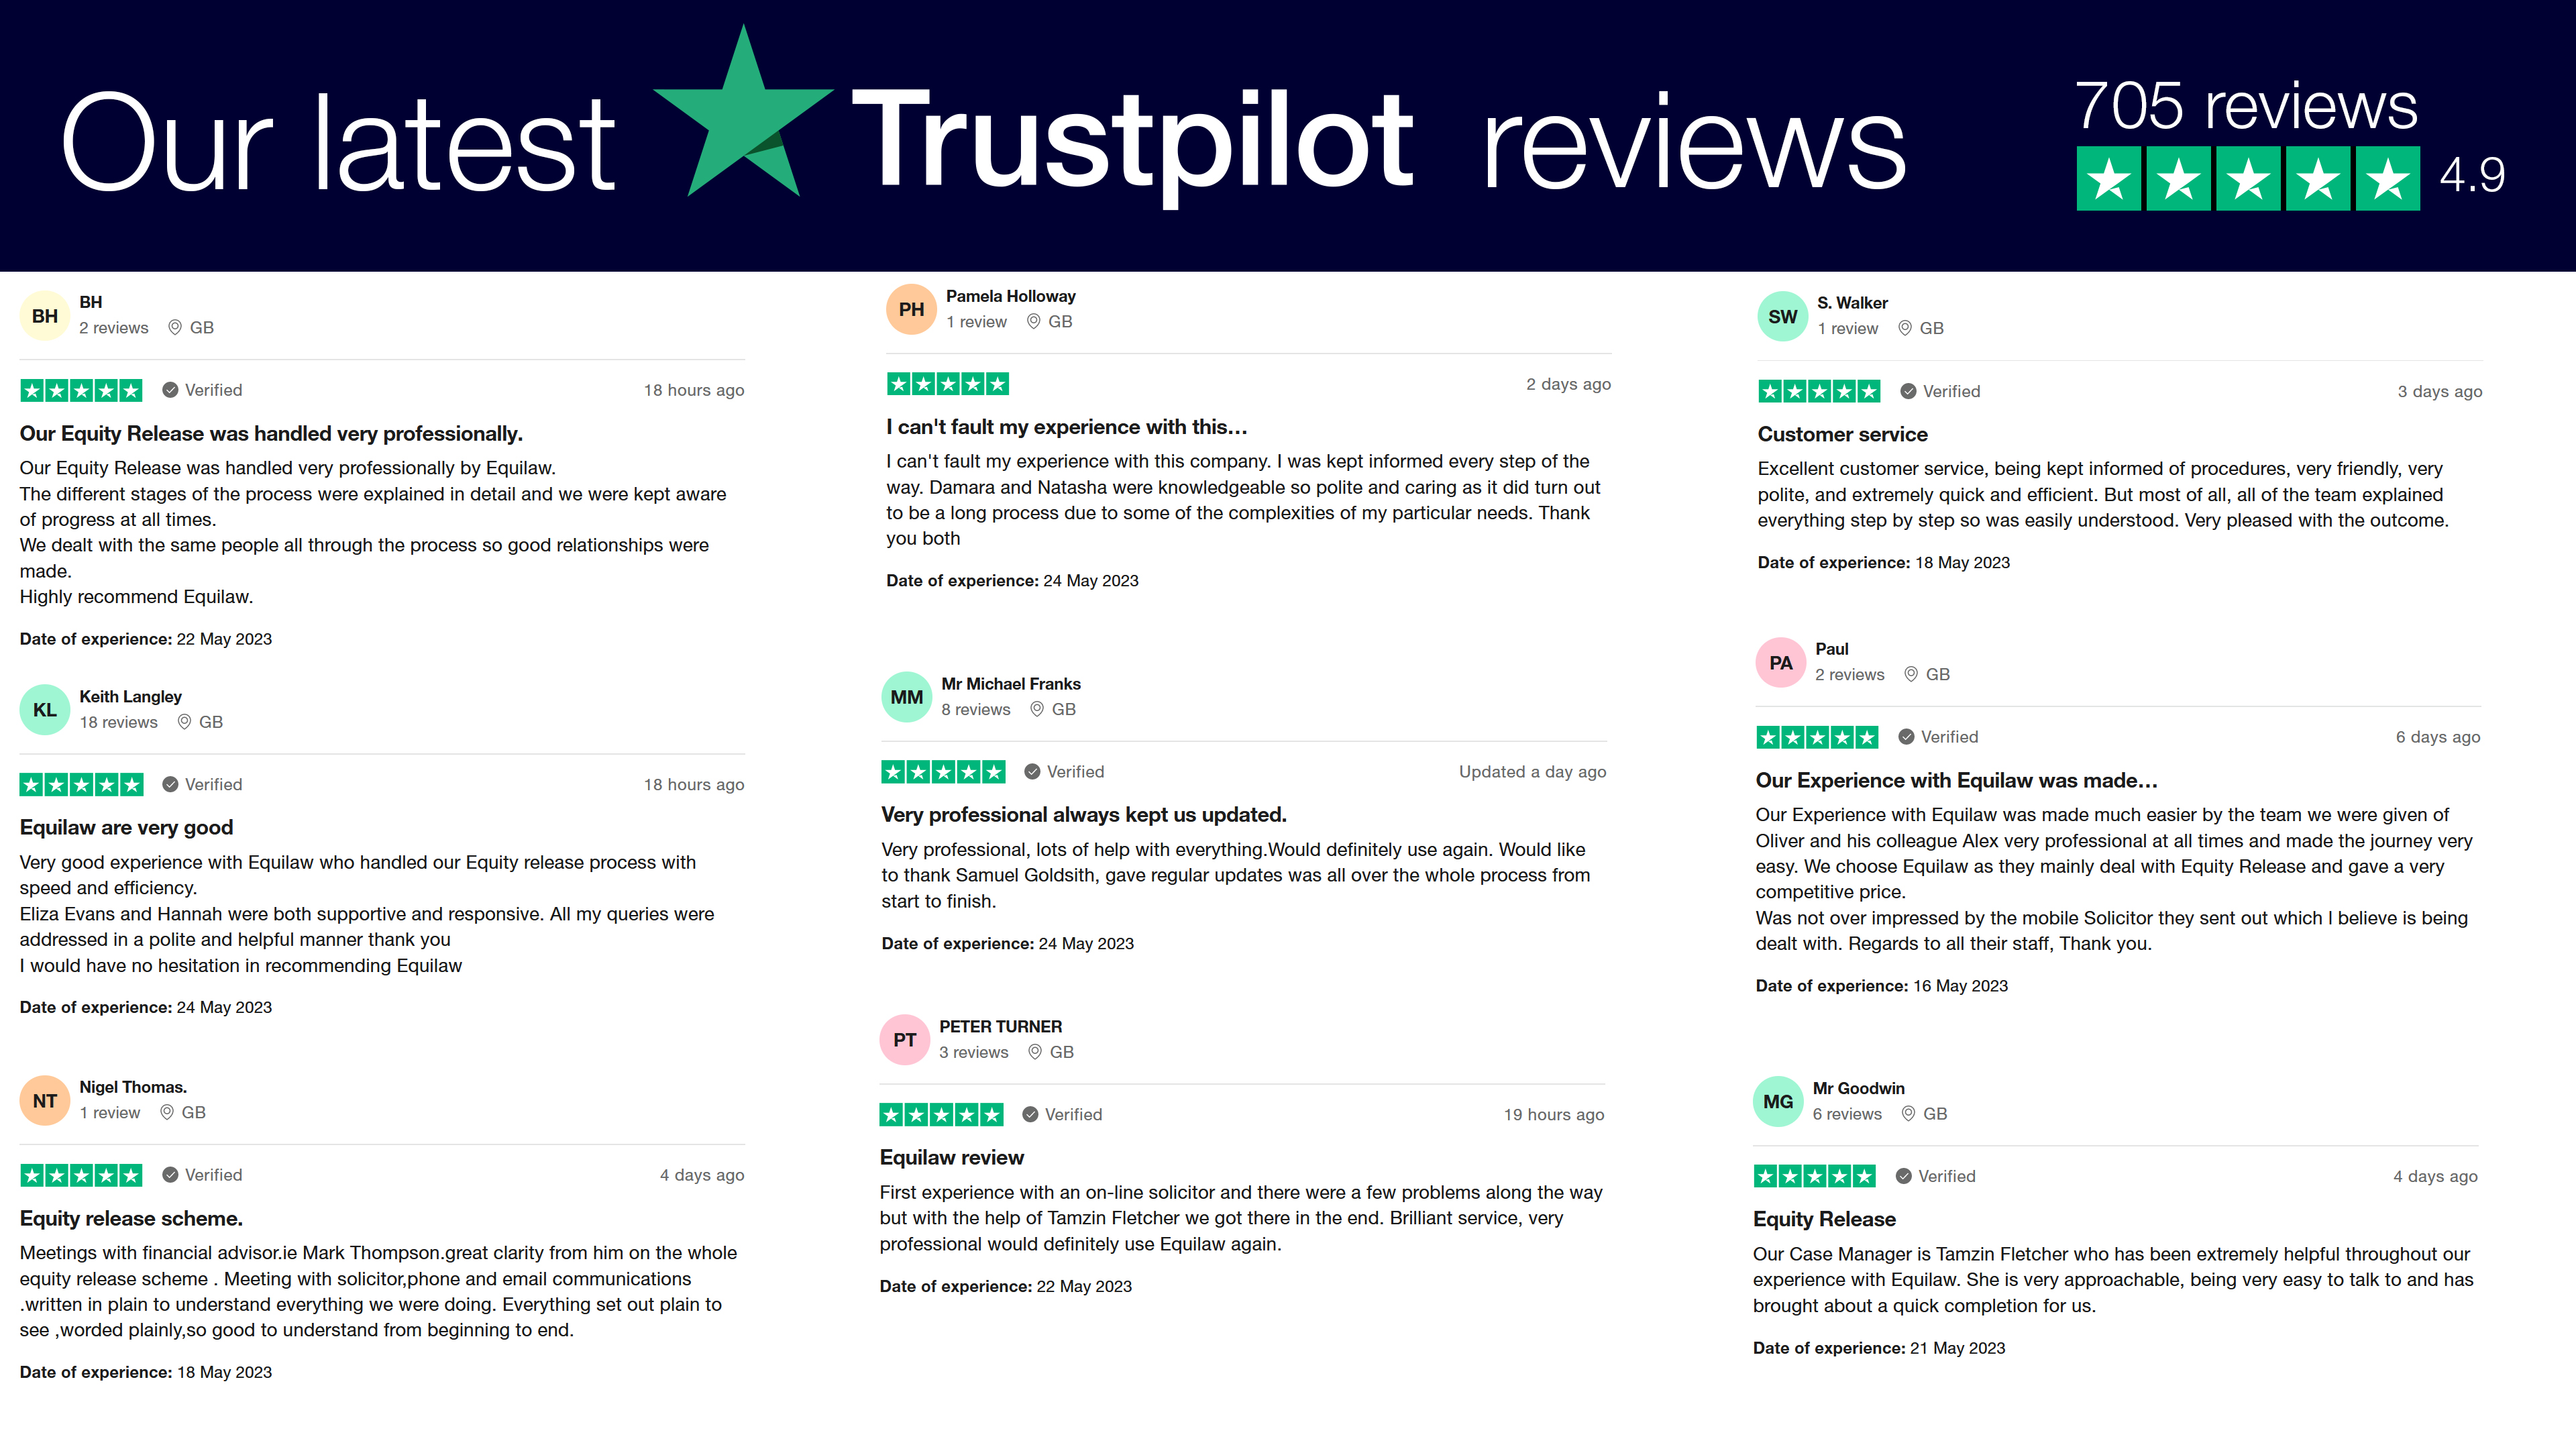 Our latest Trustpilot reviews
705 reviews
4.9
BH
BH
2 reviews GB
Verified 18 hours ago
Our Equity Release was handled very professionally.
Our Equity Release was handled very professionally by Equilaw.
The different stages of the process were explained in detail and we were kept aware
of progress at all times.
We dealt with the same people all through the process so good relationships were
made.
Highly recommend Equilaw.
Date of experience: 22 May 2023
KL
Keith Langley
18 reviews GB
Verified 18 hours ago
Equilaw are very good
Very good experience with Equilaw who handled our Equity release process with
speed and efficiency.
Eliza Evans and Hannah were both supportive and responsive. All my queries were
addressed in a polite and helpful manner thank you
I would have no hesitation in recommending Equilaw
Date of experience: 24 May 2023
NT
Nigel Thomas.
1 review GB
Verified 4 days ago
Equity release scheme.
Meetings with financial advisor.ie Mark Thompson.great clarity from him on the whole
equity release scheme . Meeting with solicitor,phone and email communications
.written in plain to understand everything we were doing. Everything set out plain to
see ,worded plainly,so good to understand from beginning to end.
Date of experience: 18 May 2023
PH
Pamela Holloway
1 review GB
2 days ago
I can't fault my experience with this...
I can't fault my experience with this company. I was kept informed every step of the
way. Damara and Natasha were knowledgeable so polite and caring as it did turn out
to be a long process due to some of the complexities of my particular needs. Thank
you both
Date of experience: 24 May 2023
MM
Mr Michael Franks
8 reviews GB
Verified Updated a day ago
Very professional always kept us updated.
Very professional, lots of help with everything.Would definitely use again. Would like
to thank Samuel Goldsith, gave regular updates was all over the whole process from
start to finish.
Date of experience: 24 May 2023
PT
PETER TURNER
3 reviews GB
Verified 19 hours ago
Equilaw review
First experience with an on-line solicitor and there were a few problems along the way
but with the help of Tamzin Fletcher we got there in the end. Brilliant service, very
professional would definitely use Equilaw again.
Date of experience: 22 May 2023
SW
S. Walker
1 review GB
Verified 3 days ago
Customer service
Excellent customer service, being kept informed of procedures, very friendly, very
polite, and extremely quick and efficient. But most of all, all of the team explained
everything step by step so was easily understood. Very pleased with the outcome.
Date of experience: 18 May 2023
PA
Paul
2 reviews GB
Verified 6 days ago
Our Experience with Equilaw was made...
Our Experience with Equilaw was made much easier by the team we were given of
Oliver and his colleague Alex very professional at all times and made the journey very
easy. We choose Equilaw as they mainly deal with Equity Release and gave a very
competitive price.
Was not over impressed by the mobile Solicitor they sent out which I believe is being
dealt with. Regards to all their staff, Thank you.
Date of experience: 16 May 2023
MG
Mr Goodwin
6 reviews GB
Verified 4 days ago
Equity Release
Our Case Manager is Tamzin Fletcher who has been extremely helpful throughout our
experience with Equilaw. She is very approachable, being very easy to talk to and has
brought about a quick completion for us.
Date of experience: 21 May 2023